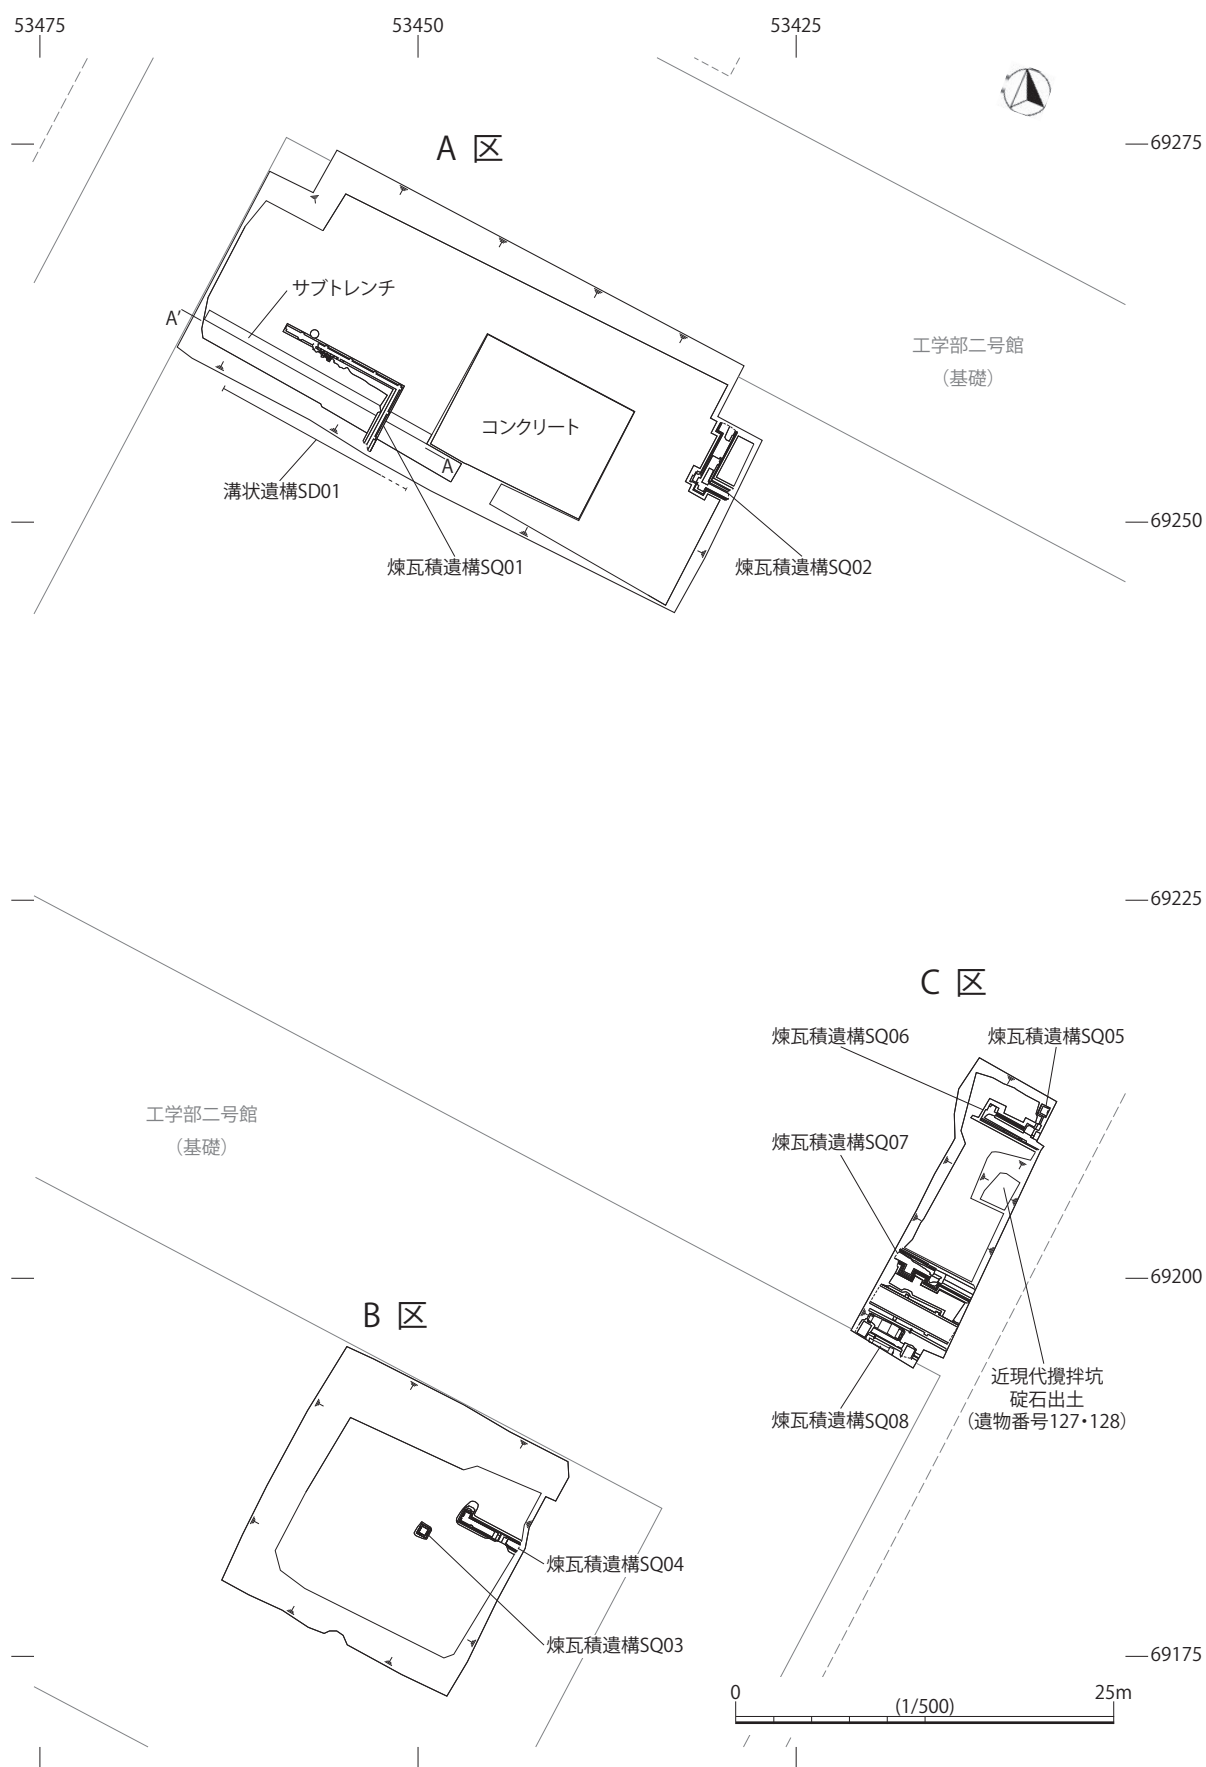 53475
53450
53425
A 区
69275
サブトレンチ
A'
工学部二号館
(基礎)
コンクリート
A
溝状遺構SD01
69250
煉瓦積遺構SQ01
煉瓦積遺構SQ02
69225
C 区
煉瓦積遺構SQ06
煉瓦積遺構SQ05
工学部二号館
(基礎)
煉瓦積遺構SQ07
69200
B 区
近現代攪拌坑
碇石出土
(遺物番号127・128)
煉瓦積遺構SQ08
煉瓦積遺構SQ04
煉瓦積遺構SQ03
69175
0
(1/500)
25m